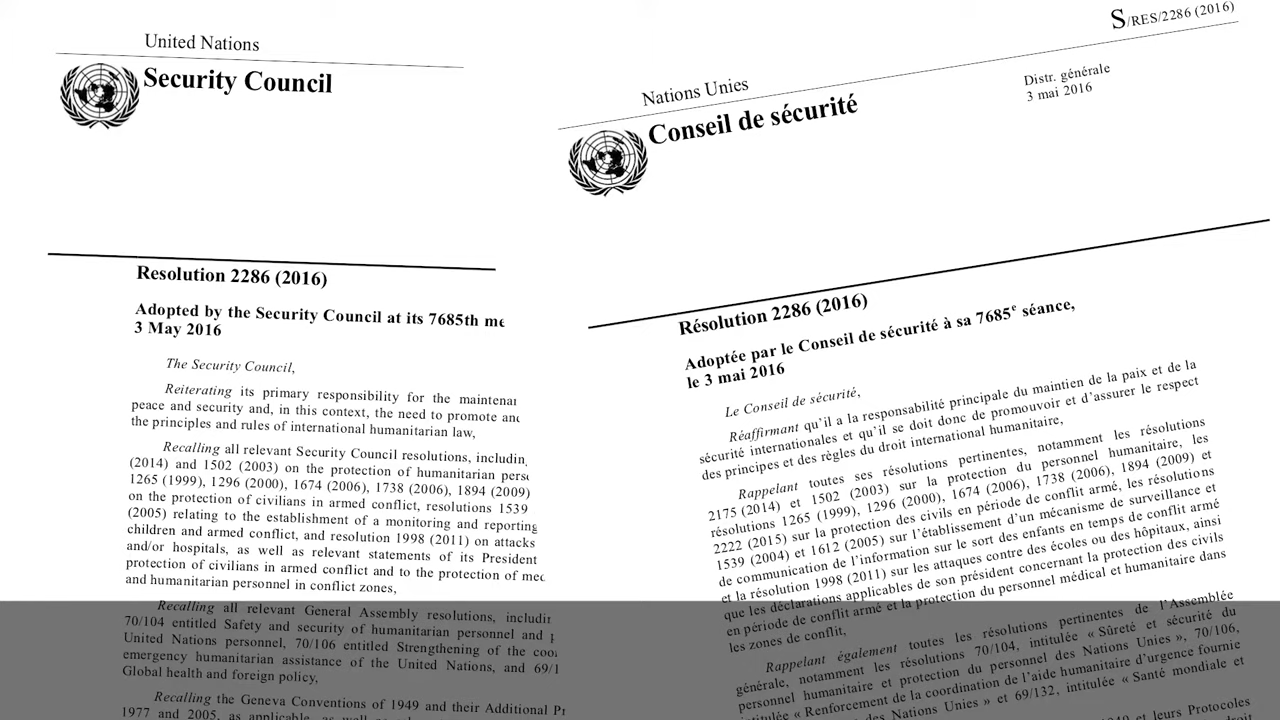 United Nations
Security Council
Resolution 2286 (2016)
Adopted by the Security Council at its 7685th
3 May 2016
The Security Council,
Reiterating its primary responsibility for the
peace and security and, in this context, the need to promote
the principles and rules of international humanitarian law,
Recalling all relevant Security Council resolutions,
(2014) and 1502 (2003) on the protection of humanitarian
1265 (1999), 1296 (2000), 1674 (2006), 1738 (2006), 1894 (2009)
on the protection of civilians in armed conflict, resolutions 1539
(2005) relating to the establishment of a monitoring and reporting
children and armed conflict, and resolution 1998 (2011) on attacks
and/or hospitals, as well as relevant statements of its President
protection of civilians in armed conflict and to the protection of
and humanitarian personnel in conflict zones,
Recalling all relevant General Assembly resolutions,
70/104 entitled Safety and security of humanitarian personnel and
United Nations personnel, 70/106 entitled Strengthening of the
emergency humanitarian assistance of the United Nations, and
Global health and foreign policy,
Recalling the Geneva Conventions of 1949 and their Additional
1977 and 2005, as applicable, as well
S/RES/2286 (2016)
Nations Unies
Conseil de sécurité
Distr. générale
3 mai 2016
Résolution 2286 (2016)
Adoptée par le Conseil de sécurité à sa 7685e séance,
le 3 mai 2016
Le Conseil de sécurité,
Réaffirmant qu'il a la responsabilité principale du maintien de la paix et de la
sécurité internationales et qu'il se doit donc de promouvoir et d'assurer le respect
des principes et des règles du droit international humanitaire,
Rappelant toutes ses résolutions pertinentes, notamment les résolutions
2175 (2014) et 1502 (2003) sur la protection du personnel humanitaire, les
résolutions 1265 (1999), 1296 (2000), 1674 (2006), 1738 (2006), 1894 (2009) et
2222 (2015) sur la protection des civils en période de conflit armé, les résolutions
1539 (2004) et 1612 (2005) sur l'établissement d'un mécanisme de surveillance et
de communication de l'information sur le sort des enfants en temps de conflit armé
et la résolution 1998 (2011) sur les attaques contre des écoles ou des hôpitaux, ainsi
que les déclarations applicables de son président concernant la protection des civils
en période de conflit armé et la protection du personnel médical et humanitaire dans
les zones de conflit,
Rappelant également toutes les résolutions pertinentes de l'Assemblée
générale, notamment les résolutions 70/104, intitulée « Sûreté et sécurité du
personnel humanitaire et protection du personnel des Nations Unies », 70/106,
intitulée « Renforcement de la coordination de l'aide humanitaire d'urgence fournie
des Nations Unies » et 69/132, intitulée « Santé mondiale et
1949 et leurs Protocoles